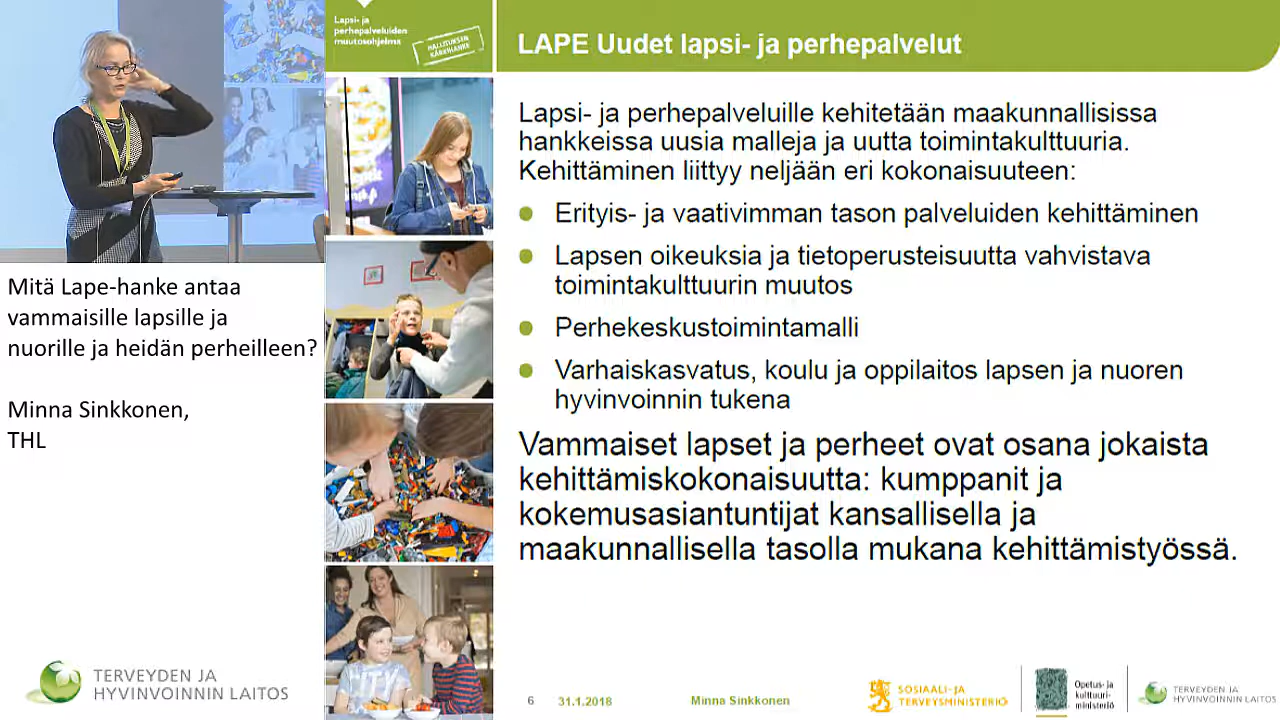 Lapsi- ja
perhepalveluiden
muutosohjelma
HALLITUKSEN
KÄRKIHANKE
LAPE Uudet lapsi- ja perhepalvelut
Lapsi- ja perhepalveluille kehitetään maakunnallisissa
hankkeissa uusia malleja ja uutta toimintakulttuuria.
Kehittäminen liittyy neljään eri kokonaisuuteen:
Erityis- ja vaativimman tason palveluiden kehittäminen
Lapsen oikeuksia ja tietoperusteisuutta vahvistava
toimintakulttuurin muutos
Perhekeskustoimintamalli
Varhaiskasvatus, koulu ja oppilaitos lapsen ja nuoren
hyvinvoinnin tukena
Vammaiset lapset ja perheet ovat osana jokaista
kehittämiskokonaisuutta: kumppanit ja
kokemusasiantuntijat kansallisella ja
maakunnallisella tasolla mukana kehittämistyössä.
Mitä Lape-hanke antaa
vammaisille lapsille ja
nuorille ja heidän perheilleen?
Minna Sinkkonen,
THL
TERVEYDEN JA
HYVINVOINNIN LAITOS
6
31.1.2018
Minna Sinkkonen
SOSIAALI- JA
TERVEYSMINISTERIÖ
Opetus- ja
kulttuuri-
ministeriö
TERVEYDEN JA
HYVINVOINNIN LAITOS